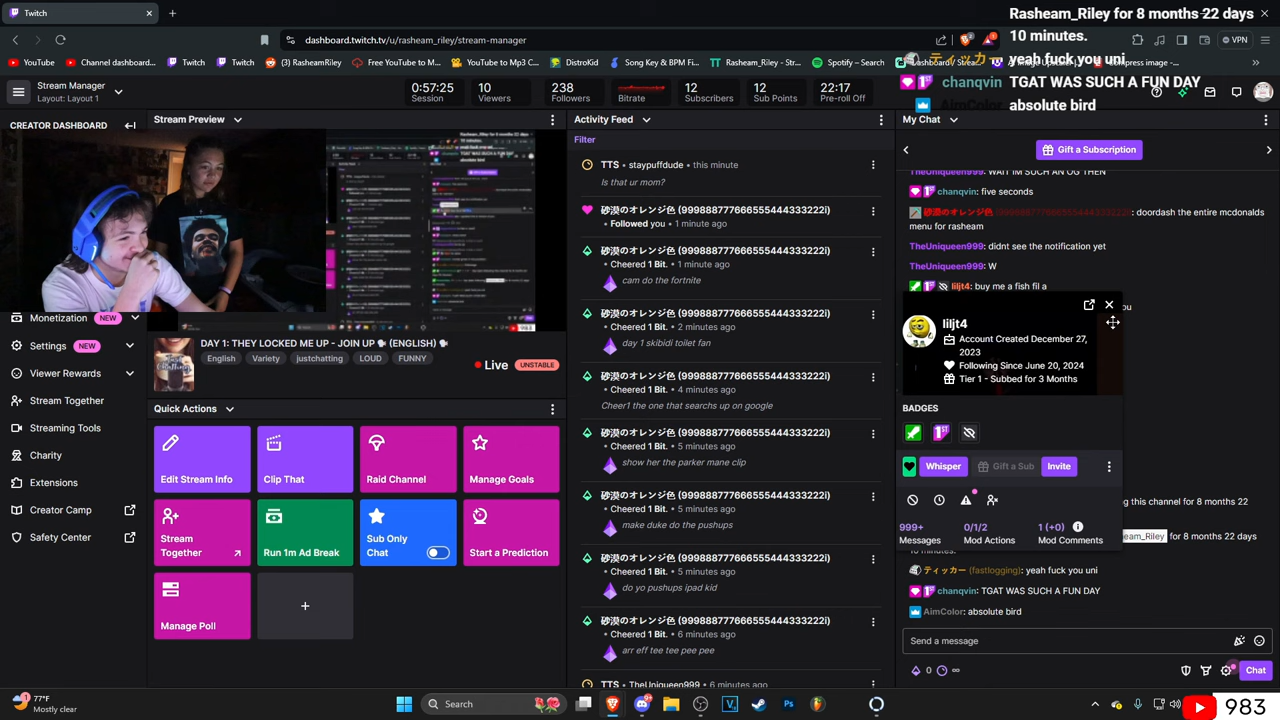 Twitch
Rasheam_Riley for 8 months 22 days
10 minutes.
ティッカー: yeah fuck you uni
chanqvin: TGAT WAS SUCH A FUN DAY
AimColor: absolute bird
dashboard.twitch.tv/u/rasheam_riley/stream-manager
VPN
YouTube
Channel dashboard...
Twitch
Twitch
(RasheamRiley
Free YouTube to M...
YouTube to Mp3 C...
DistroKid
Song Key & BPM Fi...
Rasheam_Riley - Str...
Spotify – Search
Stream Manager
Layout: Layout 1
0:57:25
Session
10
Viewers
238
Followers
Bitrate
12
Subscribers
12
Sub Points
22:17
Pre-roll Off
CREATOR DASHBOARD
Monetization NEW
Settings NEW
Viewer Rewards
Stream Together
Streaming Tools
Charity
Extensions
Creator Camp
Safety Center
Stream Preview
DAY 1: THEY LOCKED ME UP - JOIN UP 🗣 (ENGLISH) 🗣
English
Variety
justchatting
LOUD
FUNNY
Live
UNSTABLE
Quick Actions
Edit Stream Info
Clip That
Raid Channel
Manage Goals
Stream
Together
Run 1m Ad Break
Sub Only
Chat
Start a Prediction
Manage Poll
Activity Feed
Filter
TTS • staypuffdude • this minute
Is that ur mom?
砂漠のオレンジ色 (99988877766655544433322​2i)
Followed you • 1 minute ago
砂漠のオレンジ色 (999888777666555444333222i)
Cheered 1 Bit. • 1 minute ago
cam do the fortnite
砂漠のオレンジ色 (999888777666555444333222i)
Cheered 1 Bit. • 2 minutes ago
day 1 skibidi toilet fan
砂漠のオレンジ色 (999888777666555444333222i)
Cheered 1 Bit. • 4 minutes ago
Cheer1 the one that searchs up on google
砂漠のオレンジ色 (999888777666555444333222i)
Cheered 1 Bit. • 5 minutes ago
show her the parker mane clip
砂漠のオレンジ色 (999888777666555444333222i)
Cheered 1 Bit. • 5 minutes ago
make duke do the pushups
砂漠のオレンジ色 (999888777666555444333222i)
Cheered 1 Bit. • 5 minutes ago
do yo pushups ipad kid
砂漠のオレンジ色 (999888777666555444333222i)
Cheered 1 Bit. • 6 minutes ago
arr eff tee tee pee pee
TTS • TheUniqueen999 • 6 minutes ago
My Chat
Gift a Subscription
TheUniqueen999: WAIT IM SUCH AN OG THEN
chanqvin: five seconds
menu for rasheam
TheUniqueen999: didnt see the notification yet
TheUniqueen999: W
liljt4: buy me a fish fil a
liljt4
Account Created December 27,
2023
Following Since June 20, 2024
Tier 1 - Subbed for 3 Months
BADGES
Whisper
Gift a Sub
Invite
999+
Messages
0/1/2
Mod Actions
1 (+0)
Mod Comments
ing this channel for 8 months 22
eam_Riley for 8 months 22 days
10 minutes.
ティッカー (fastlogging): yeah fuck you uni
chanqvin: TGAT WAS SUCH A FUN DAY
AimColor: absolute bird
Send a message
0
Chat
77°F
Mostly clear
Search
983